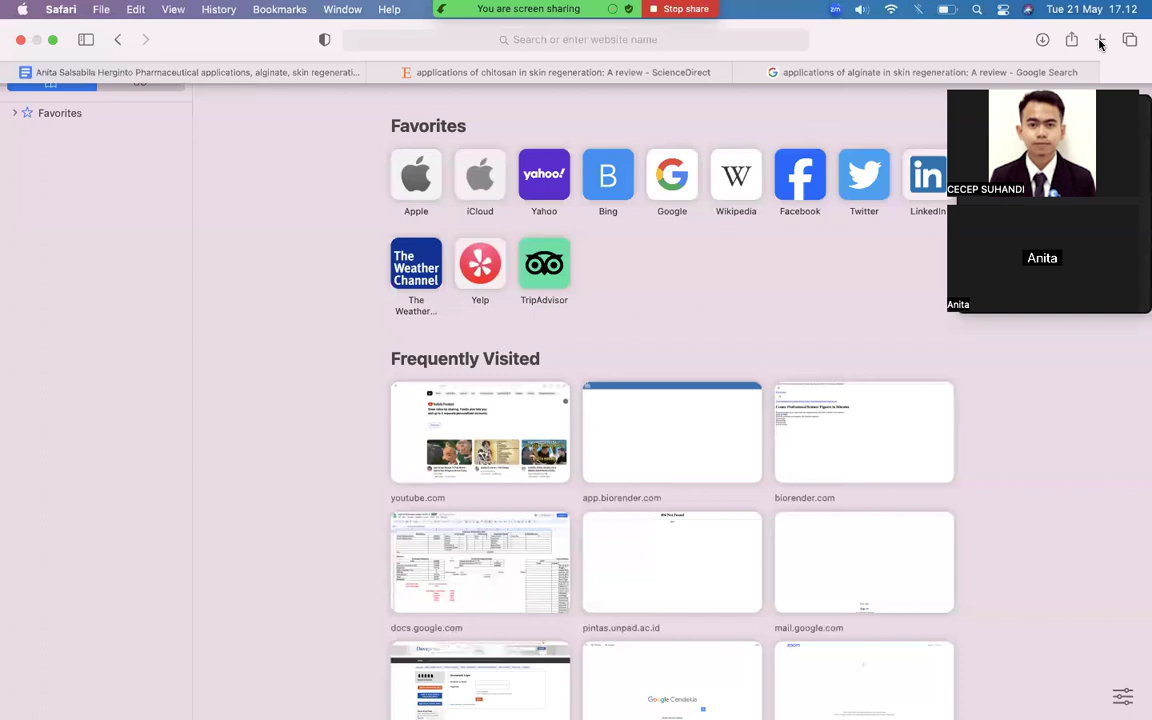 Safari File Edit View History Bookmarks Window Help
You are screen sharing
Stop share
zm
Tue 21 May 17.12
Search or enter website name
Anita Salsabila Herginto Pharmaceutical applications, alginate, skin regenerati...
applications of chitosan in skin regeneration: A review - ScienceDirect
applications of alginate in skin regeneration: A review - Google Search
Favorites
Favorites
yahoo!
B
G
W
f
in
Apple iCloud Yahoo Bing Google Wikipedia Facebook Twitter LinkedIn
CECEP SUHANDI
Anita
Anita
The
Weather
Channel
The
Weather...
Yelp
TripAdvisor
Frequently Visited
youtube.com
app.biorender.com
biorender.com
docs.google.com
pintas.unpad.ac.id
mail.google.com
Google Cendekia
zoom